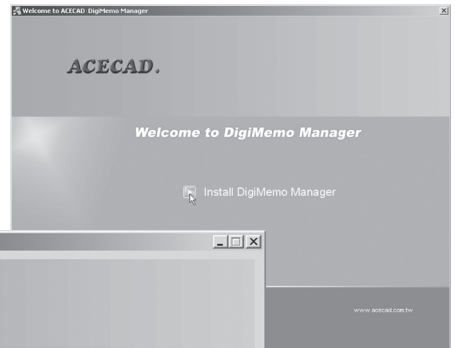 Welcome to ACECAD DigiMemo Manager
ACECAD.
Welcome to DigiMemo Manager
Install DigiMemo Manager
www.acecad.com.tw